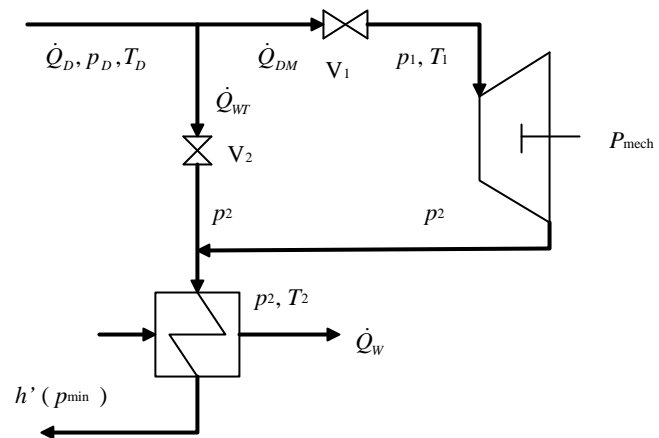 Q̇_D, p_D, T_D
Q̇_DM
V₁
p₁, T₁
Q̇_WT
V₂
P_mech
p₂
p₂
p₂, T₂
Q̇_W
h’ ( p_min )